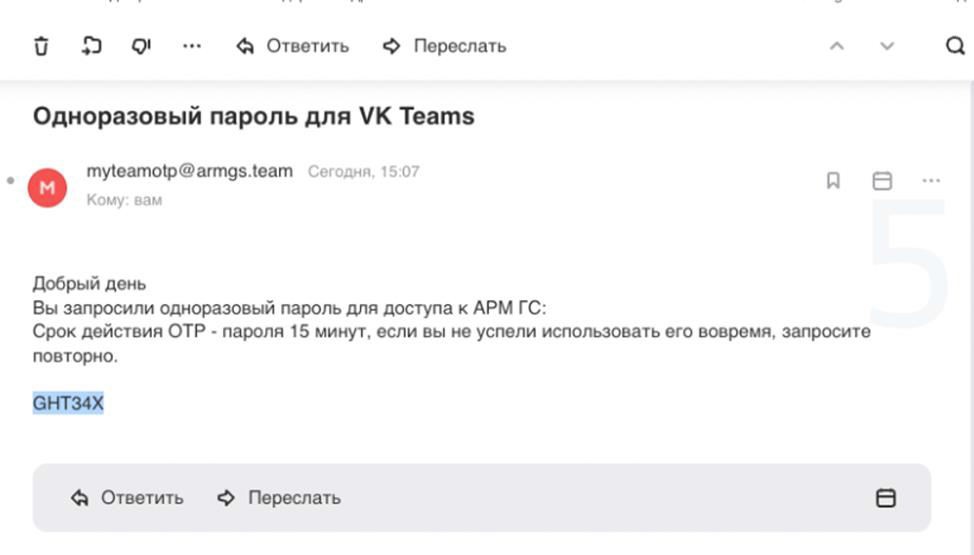 Ответить
Переслать
Одноразовый пароль для VK Teams
myteamotp@armgs.team Сегодня, 15:07
М
Кому: вам
5
Добрый день
Вы запросили одноразовый пароль для доступа к АРМ ГС:
Срок действия OTP - пароля 15 минут, если вы не успели использовать его вовремя, запросите
повторно.
GHT34X
Ответить
Переслать